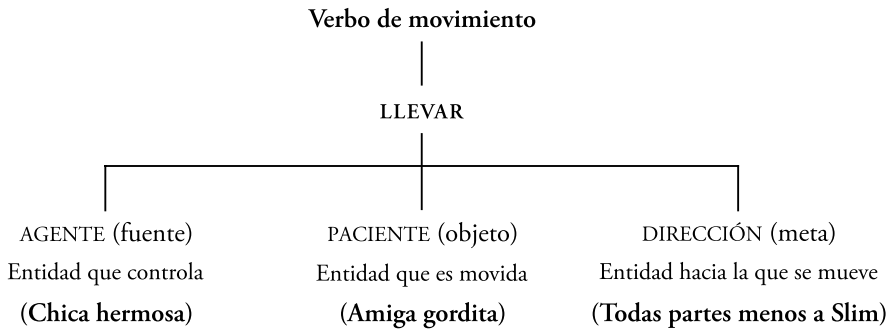 Verbo de movimiento
LLEVAR
AGENTE (fuente)
Entidad que controla
(Chica hermosa)
PACIENTE (objeto)
Entidad que es movida
(Amiga gordita)
DIRECCIÓN (meta)
Entidad hacia la que se mueve
(Todas partes menos a Slim)